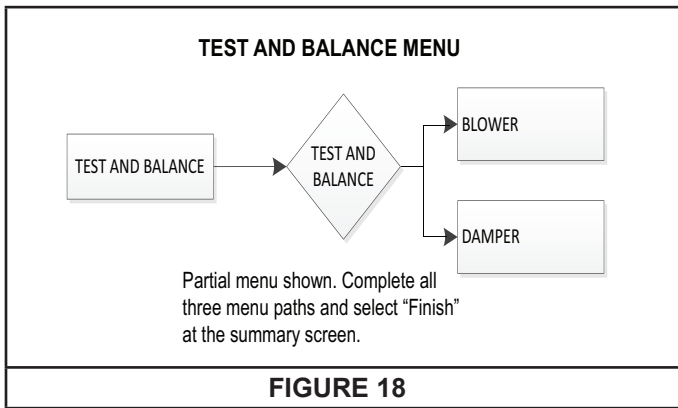 TEST AND BALANCE MENU
TEST AND BALANCE
TEST AND
BALANCE
BLOWER
DAMPER
Partial menu shown. Complete all
three menu paths and select “Finish”
at the summary screen.
FIGURE 18